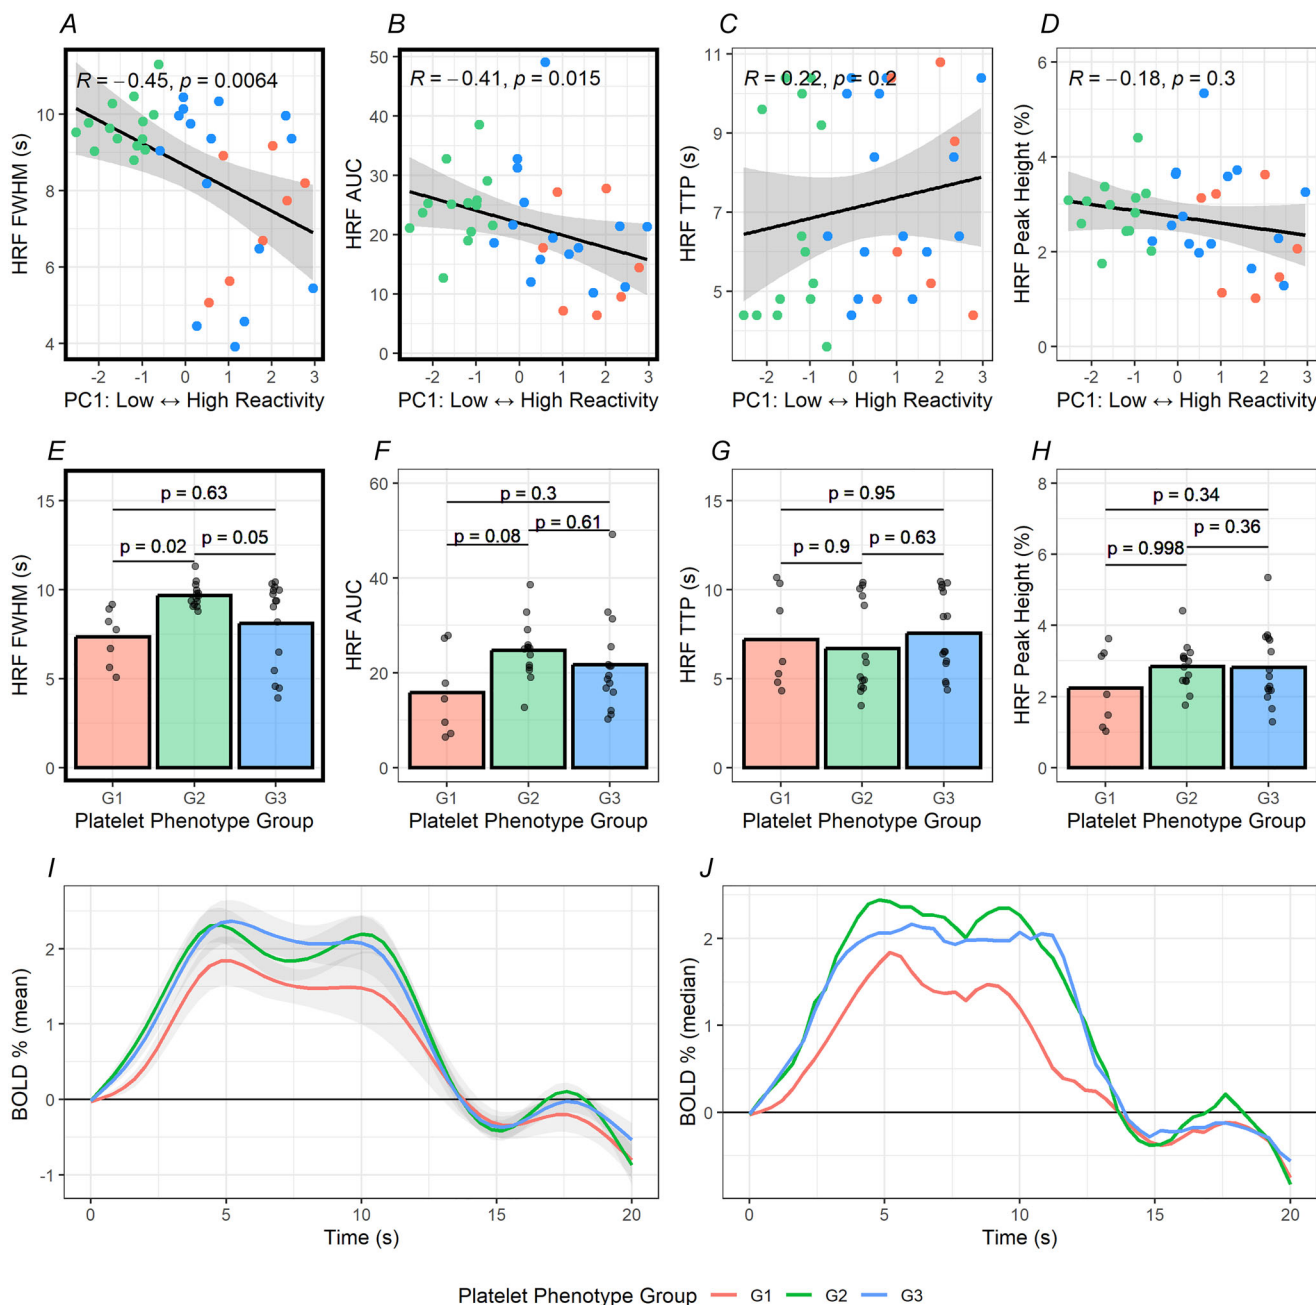 A
B
C
D
R = −0.45, p = 0.0064
R = −0.41, p = 0.015
R = 0.22, p = 0.2
R = −0.18, p = 0.3
HRF FWHM (s)
10
8
6
4
HRF AUC
50
40
30
20
10
0
HRF TTP (s)
11
9
7
5
HRF Peak Height (%)
6
4
2
0
-2 -1 0 1 2 3
-2 -1 0 1 2 3
-2 -1 0 1 2 3
-2 -1 0 1 2 3
PC1: Low ↔ High Reactivity
PC1: Low ↔ High Reactivity
PC1: Low ↔ High Reactivity
PC1: Low ↔ High Reactivity
E
F
G
H
HRF FWHM (s)
15
10
5
0
p = 0.63
p = 0.02
p = 0.05
HRF AUC
60
40
20
0
p = 0.3
p = 0.61
p = 0.08
HRF TTP (s)
15
10
5
0
p = 0.95
p = 0.9
p = 0.63
HRF Peak Height (%)
8
6
4
2
0
p = 0.34
p = 0.36
p = 0.998
G1 G2 G3
G1 G2 G3
G1 G2 G3
G1 G2 G3
Platelet Phenotype Group
Platelet Phenotype Group
Platelet Phenotype Group
Platelet Phenotype Group
I
J
BOLD % (mean)
2
1
0
-1
0 5 10 15 20
Time (s)
BOLD % (median)
2
1
0
0 5 10 15 20
Time (s)
Platelet Phenotype Group G1 G2 G3